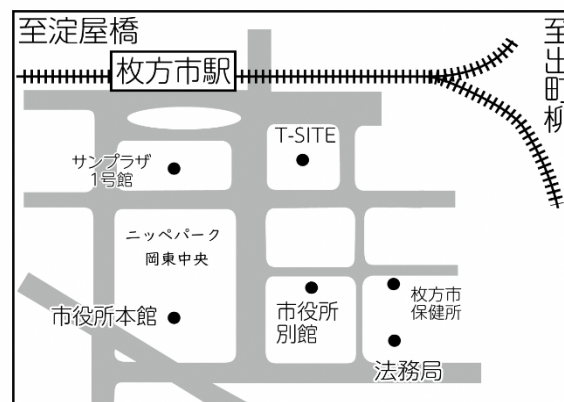 至淀屋橋
至出町柳
枚方市駅
T-SITE
サンプラザ
1号館
ニッペパーク
岡東中央
市役所本館
市役所
別館
枚方市
保健所
法務局